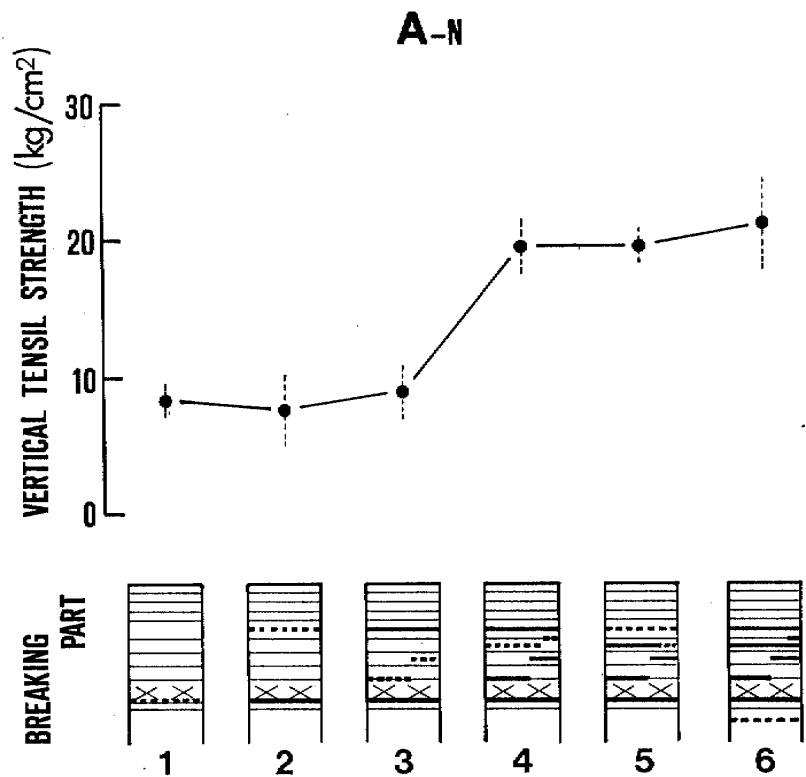 A-N
VERTICAL TENSIL STRENGTH (kg/cm²)
30
20
10
0
BREAKING
PART
1 2 3 4 5 6